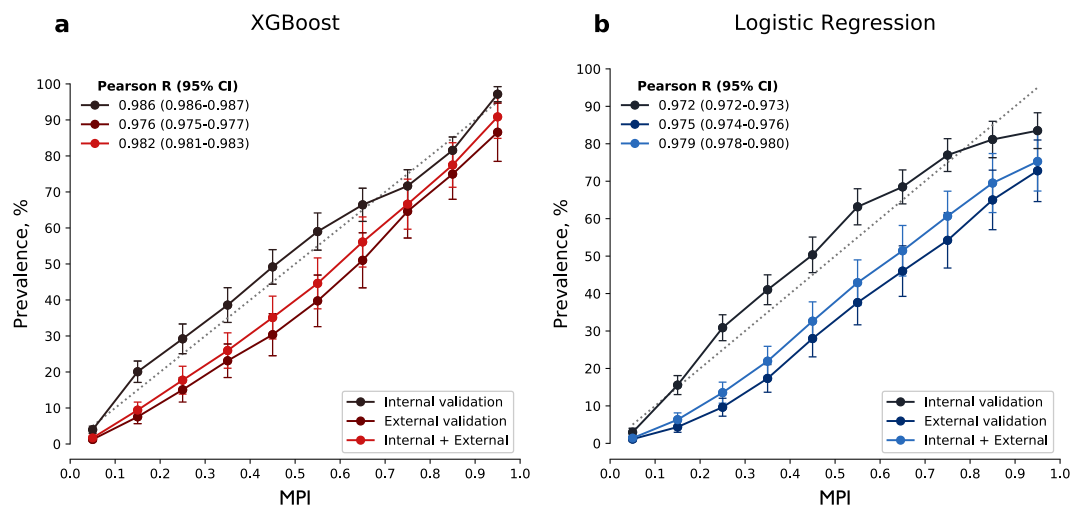 a
XGBoost
Pearson R (95% CI)
0.986 (0.986-0.987)
0.976 (0.975-0.977)
0.982 (0.981-0.983)
Prevalence, %
100
90
80
70
60
50
40
30
20
10
0
Internal validation
External validation
Internal + External
0.0 0.1 0.2 0.3 0.4 0.5 0.6 0.7 0.8 0.9 1.0
MPI
b
Logistic Regression
Pearson R (95% CI)
0.972 (0.972-0.973)
0.975 (0.974-0.976)
0.979 (0.978-0.980)
Prevalence, %
100
90
80
70
60
50
40
30
20
10
0
Internal validation
External validation
Internal + External
0.0 0.1 0.2 0.3 0.4 0.5 0.6 0.7 0.8 0.9 1.0
MPI